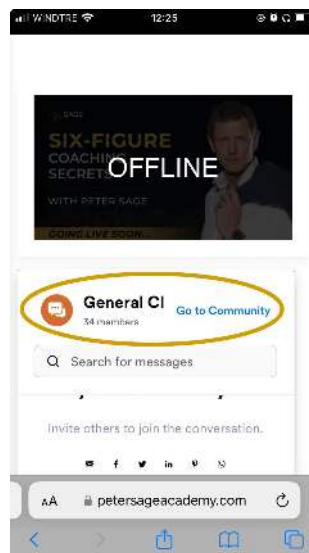 WINDTRE 12:25
SAGE
SIX-FIGURE
COACHING
SECRETS
OFFLINE
WITH PETER SAGE
GOING LIVE SOON...
General Cl Go to Community
34 members
Search for messages
Invite others to join the conversation.
AA petersageacademy.com